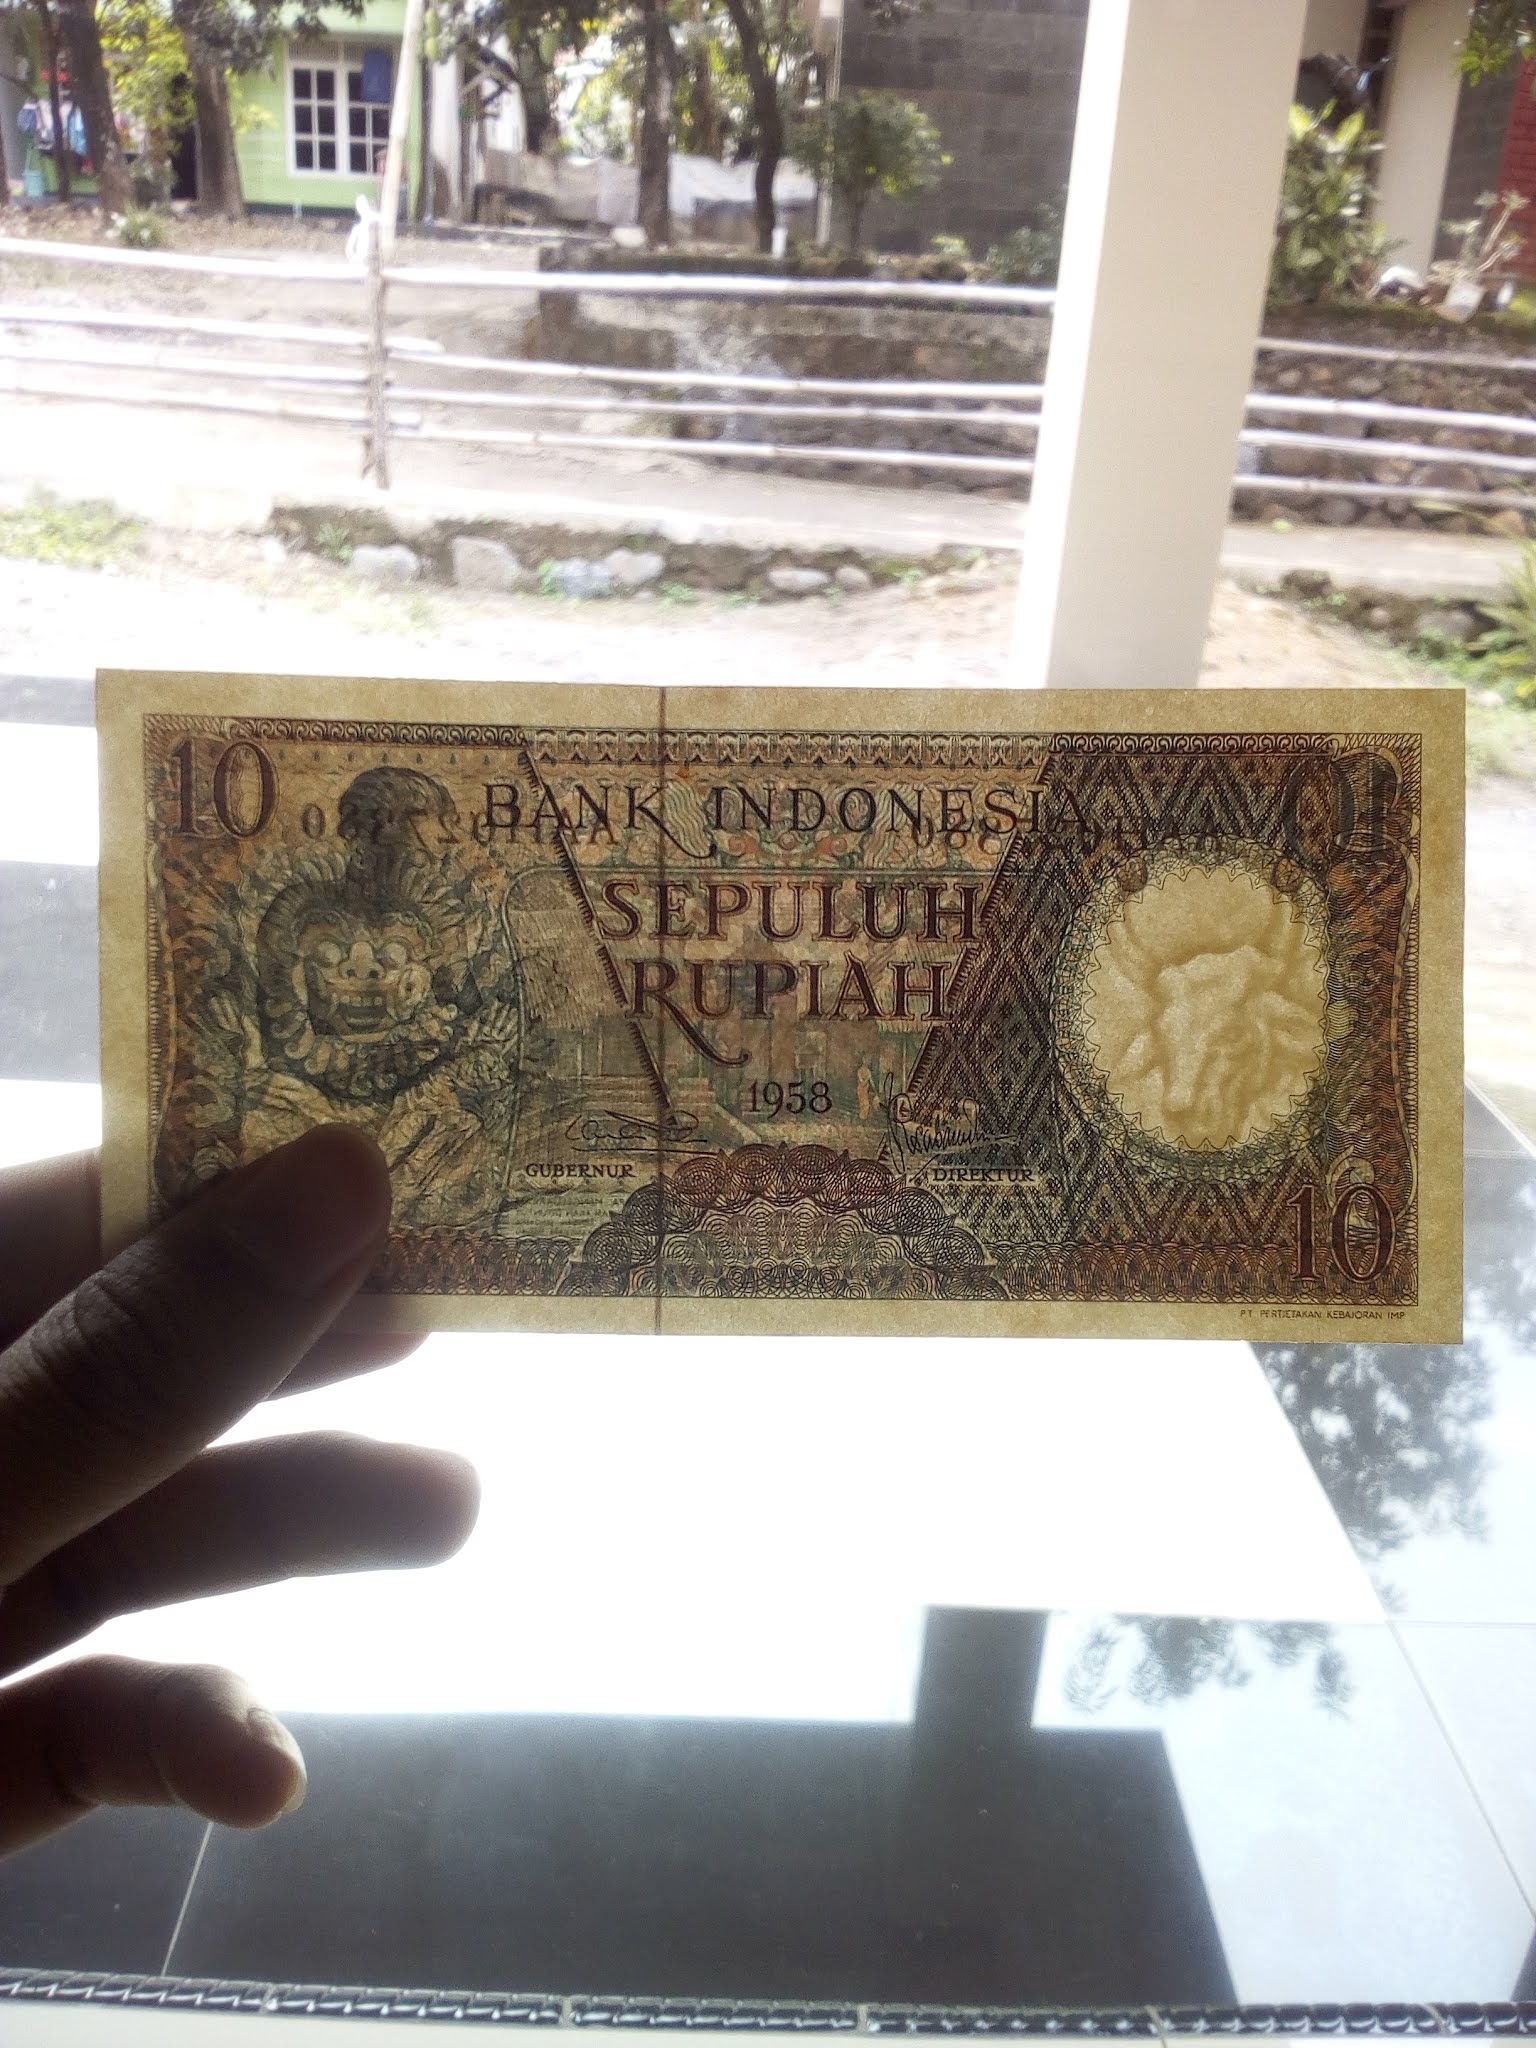 10
BANK INDONESIA
SEPULUH
RUPIAH
1958
GUBERNUR
DIREKTUR
10
PT. PERTJETAKAN KEBAJORAN IMP.